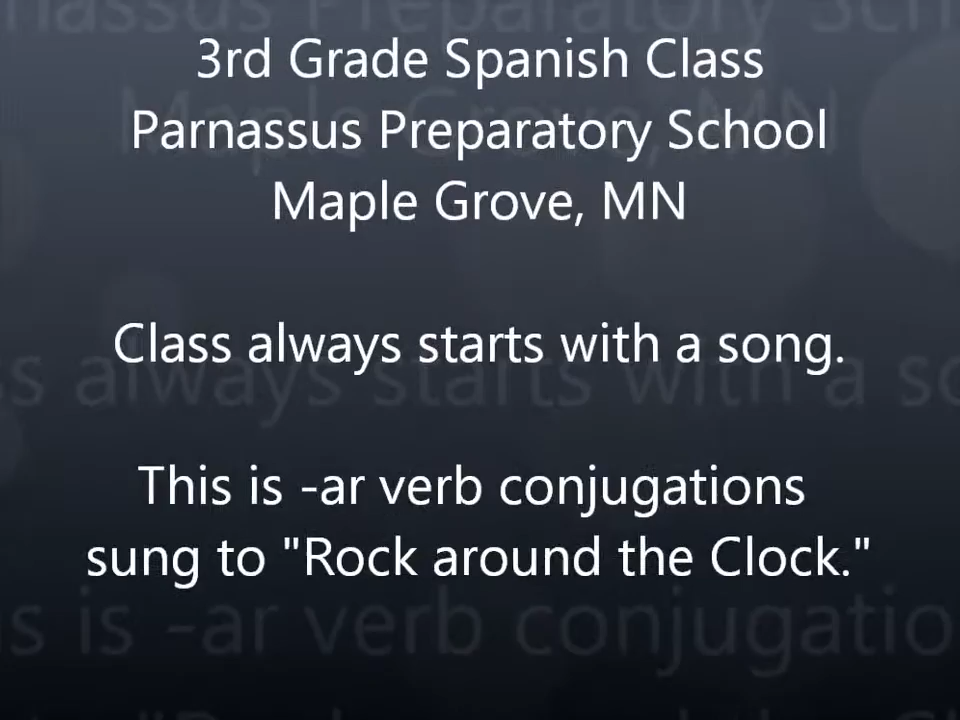 3rd Grade Spanish Class
Parnassus Preparatory School
Maple Grove, MN
Class always starts with a song.
This is -ar verb conjugations
sung to "Rock around the Clock."